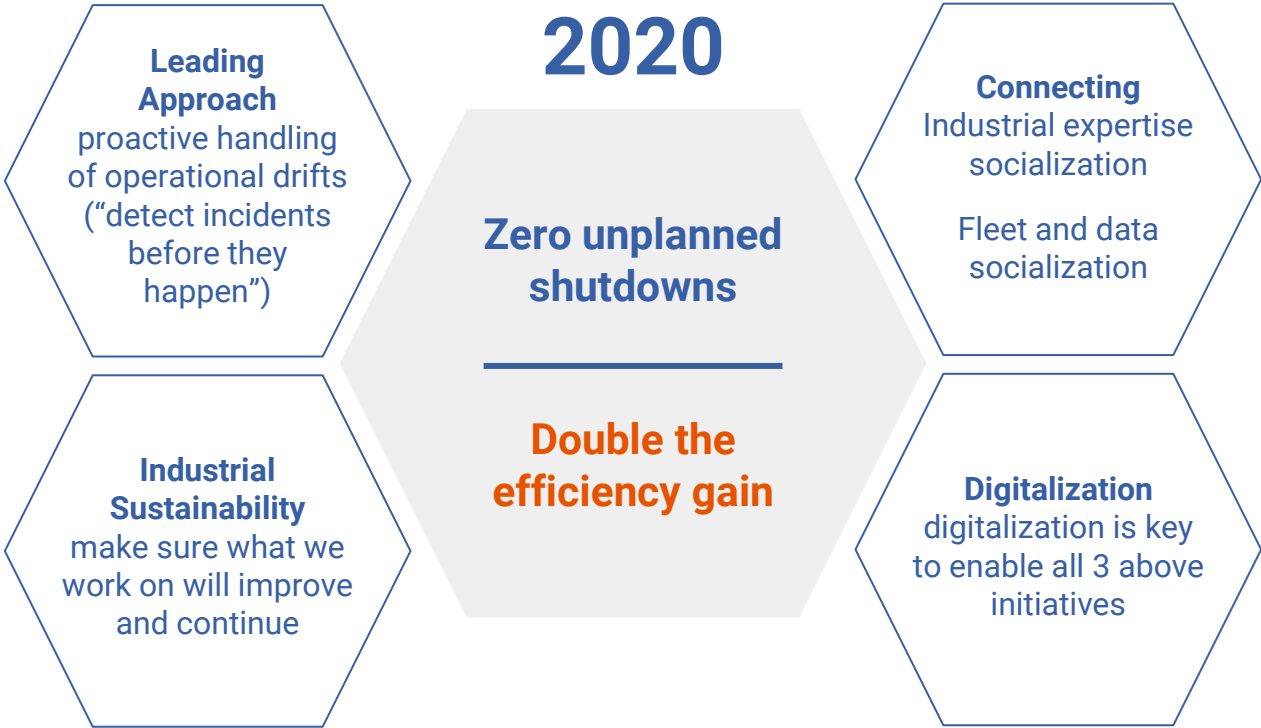 2020
Leading
Approach
proactive handling
of operational drifts
(“detect incidents
before they
happen”)
Connecting
Industrial expertise
socialization
Fleet and data
socialization
Zero unplanned
shutdowns
Double the
efficiency gain
Industrial
Sustainability
make sure what we
work on will improve
and continue
Digitalization
digitalization is key
to enable all 3 above
initiatives